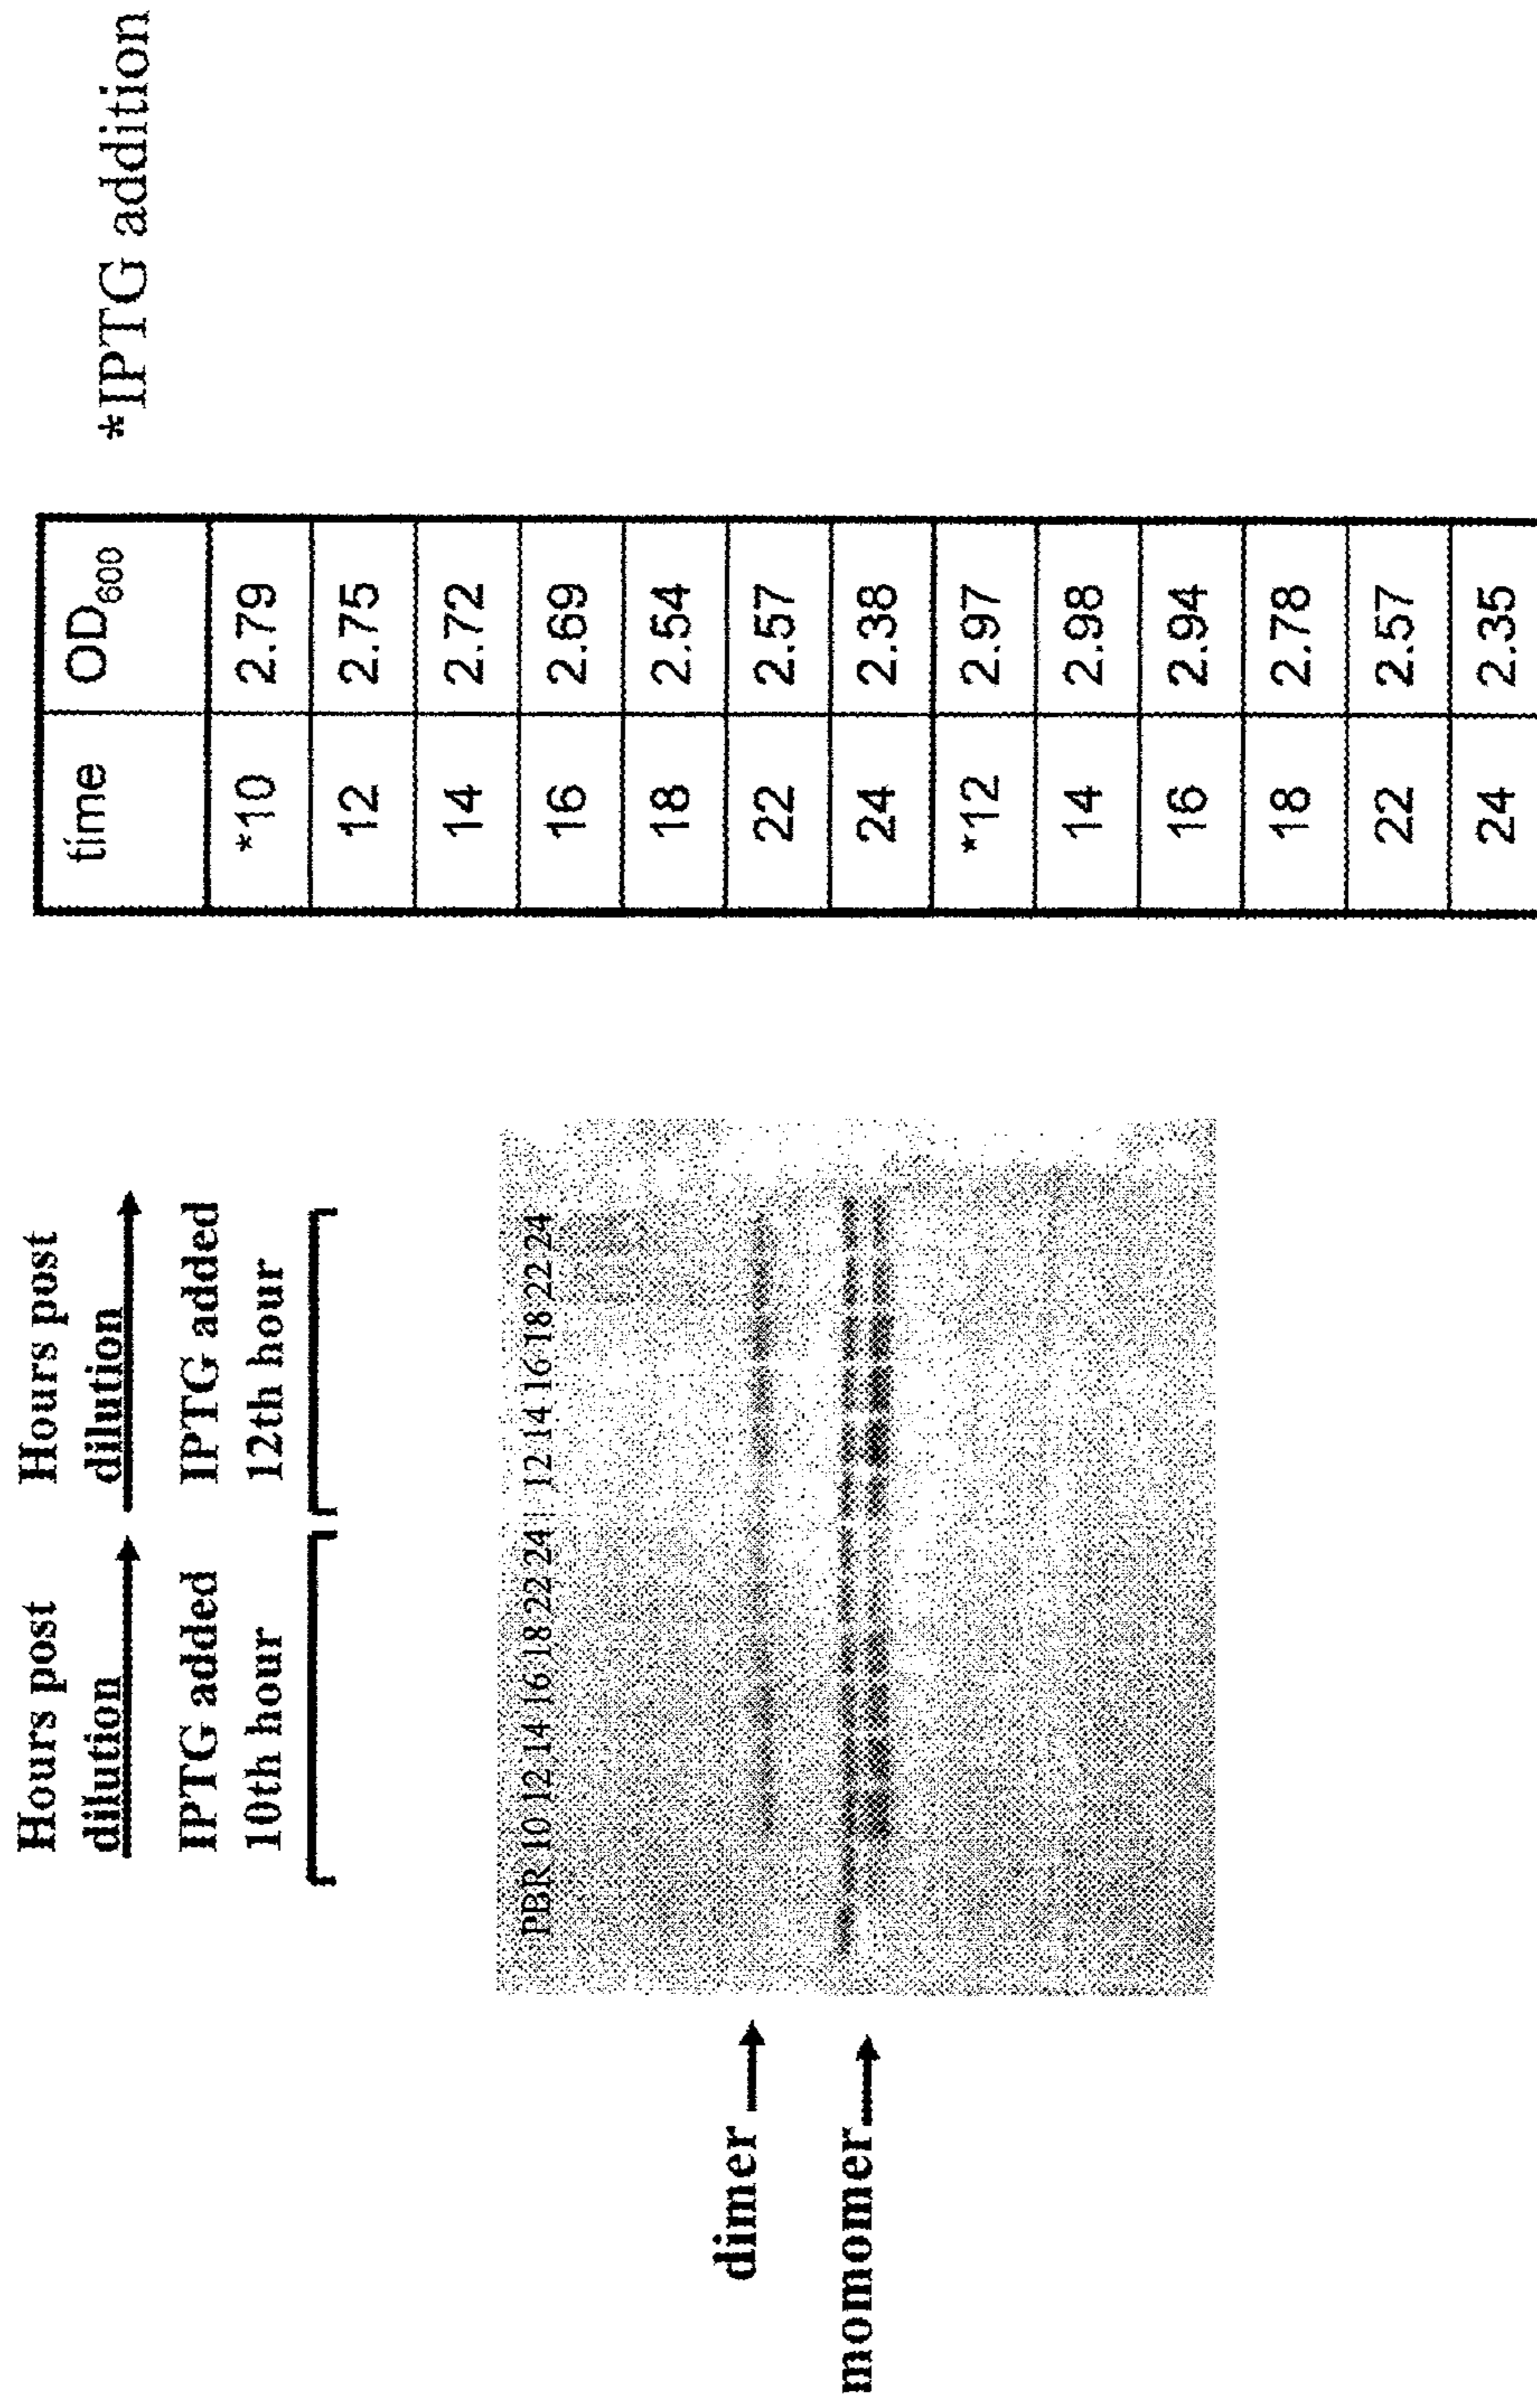 Hours post
dilution
Hours post
dilution
IPTG added
10th hour
IPTG added
12th hour
PBR 10 12 14 16 18 22 24 12 14 16 18 22 24
dimer
momomer
time OD600
*10 2.79
12 2.75
14 2.72
16 2.69
18 2.54
22 2.57
24 2.38
*12 2.97
14 2.98
16 2.94
18 2.78
22 2.57
24 2.35
*IPTG addition